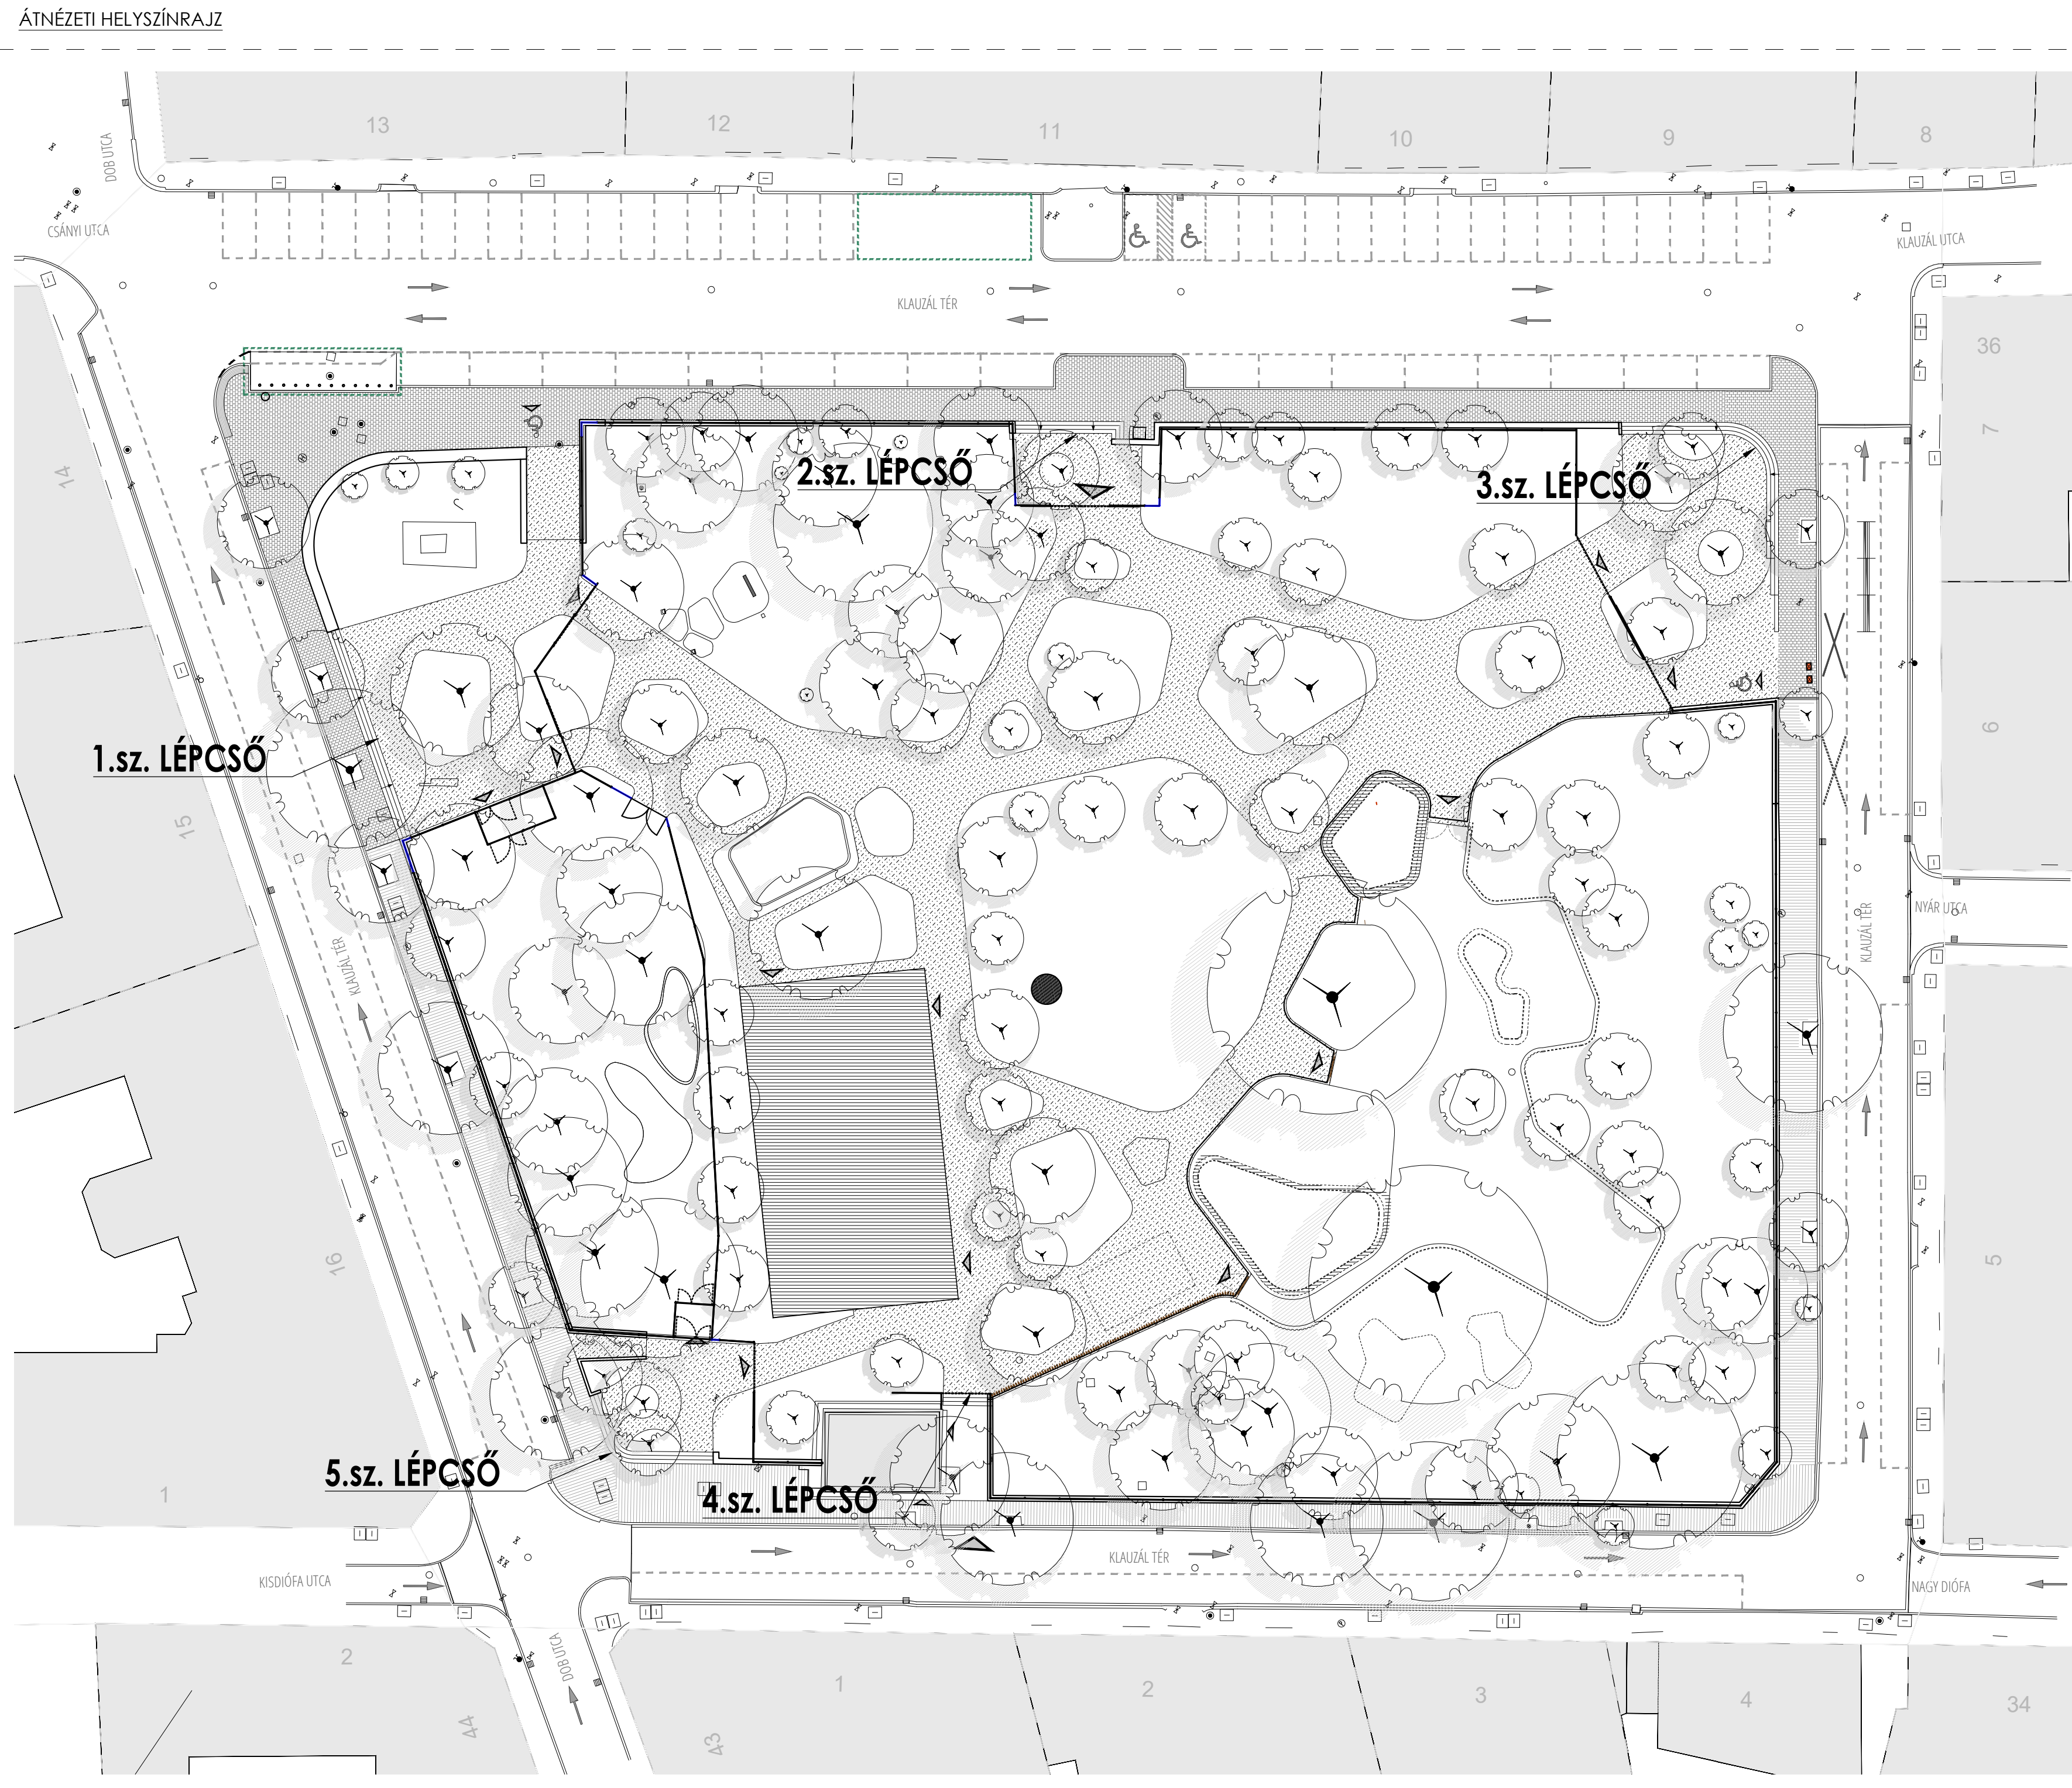 ÁTNÉZETI HELYSZÍNRAJZ
13
12
11
10
9
8
DOB UTCA
CSÁNYI UTCA
KLAUZÁL UTCA
KLAUZÁL TÉR
36
7
14
2.sz. LÉPCSŐ
3.sz. LÉPCSŐ
6
1.sz. LÉPCSŐ
15
KLAUZÁL TÉR
KLAUZÁL TÉR
NYÁR UTCA
16
5
5.sz. LÉPCSŐ
4.sz. LÉPCSŐ
1
KLAUZÁL TÉR
KISDIÓFA UTCA
NAGY DIÓFA
DOB UTCA
2
1
2
3
4
34
44
43